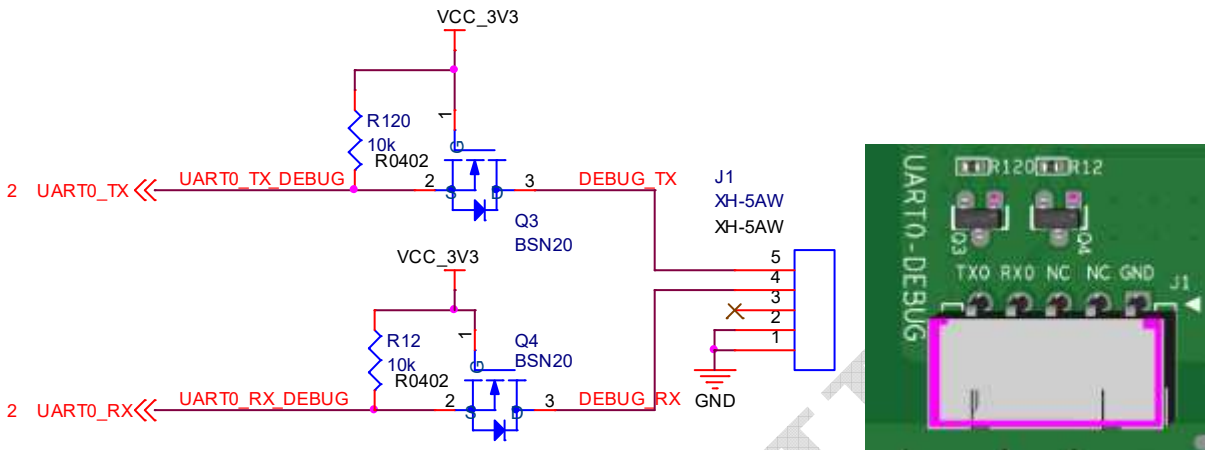 VCC_3V3
R120
10k
R0402
1
G
2 UART0_TX
UART0_TX_DEBUG
2
S
D
3
DEBUG_TX
Q3
BSN20
J1
XH-5AW
XH-5AW
5
4
3
2
1
GND
VCC_3V3
R12
10k
R0402
1
G
Q4
BSN20
2 UART0_RX
UART0_RX_DEBUG
2
S
D
3
DEBUG_RX
UART0-DEBUG
R120 R12
Q3 Q4
TX0 RX0 NC NC GND
J1